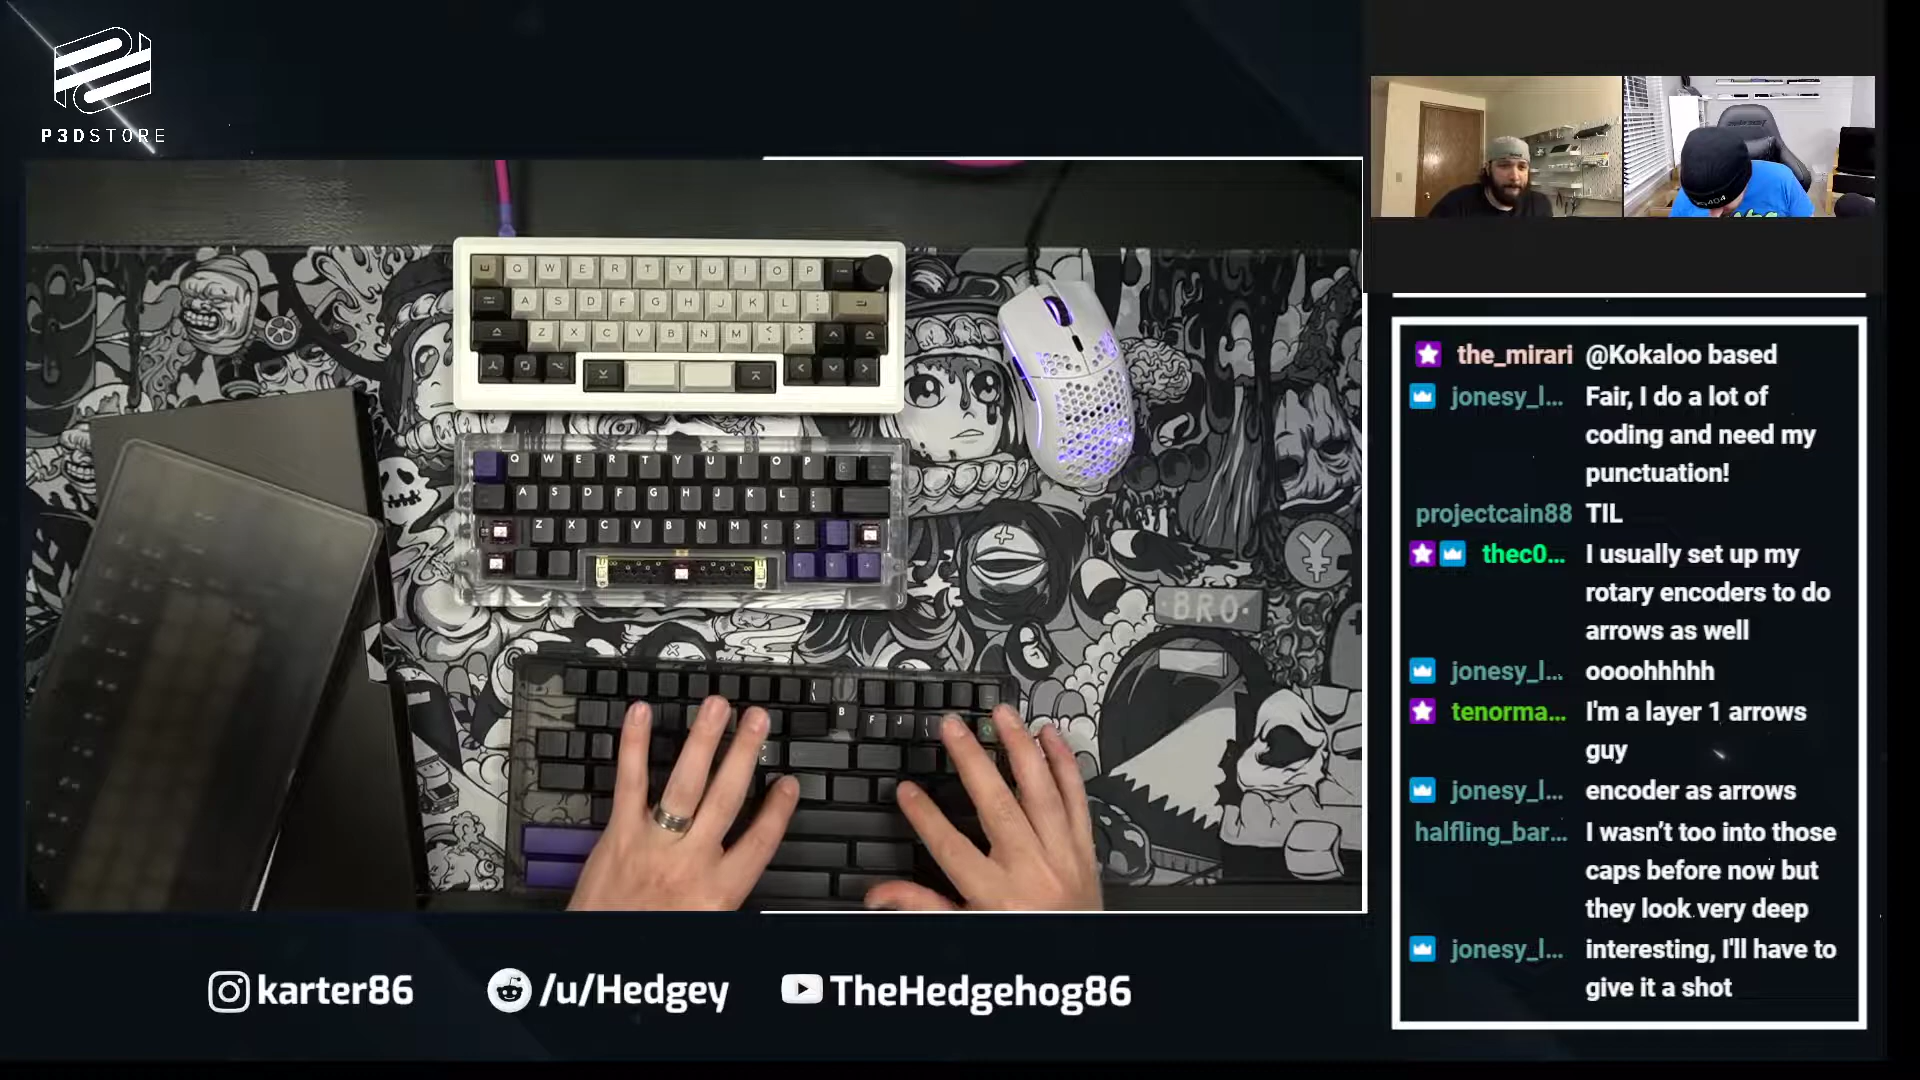 P3DSTORE
Q W E R T Y U I O P
A S D F G H J K L
Z X C V B N M
Q W E R T Y U I O P
A S D F G H J K L
Z X C V B N M
B F J
BRO
the_mirari @Kokaloo based
jonesy_l... Fair, I do a lot of
coding and need my
punctuation!
projectcain88 TIL
thec0... I usually set up my
rotary encoders to do
arrows as well
jonesy_l... oooohhhhh
tenorma... I'm a layer 1 arrows
guy
jonesy_l... encoder as arrows
halfling_bar... I wasn't too into those
caps before now but
they look very deep
jonesy_l... interesting, I'll have to
give it a shot
karter86 /u/Hedgey TheHedgehog86